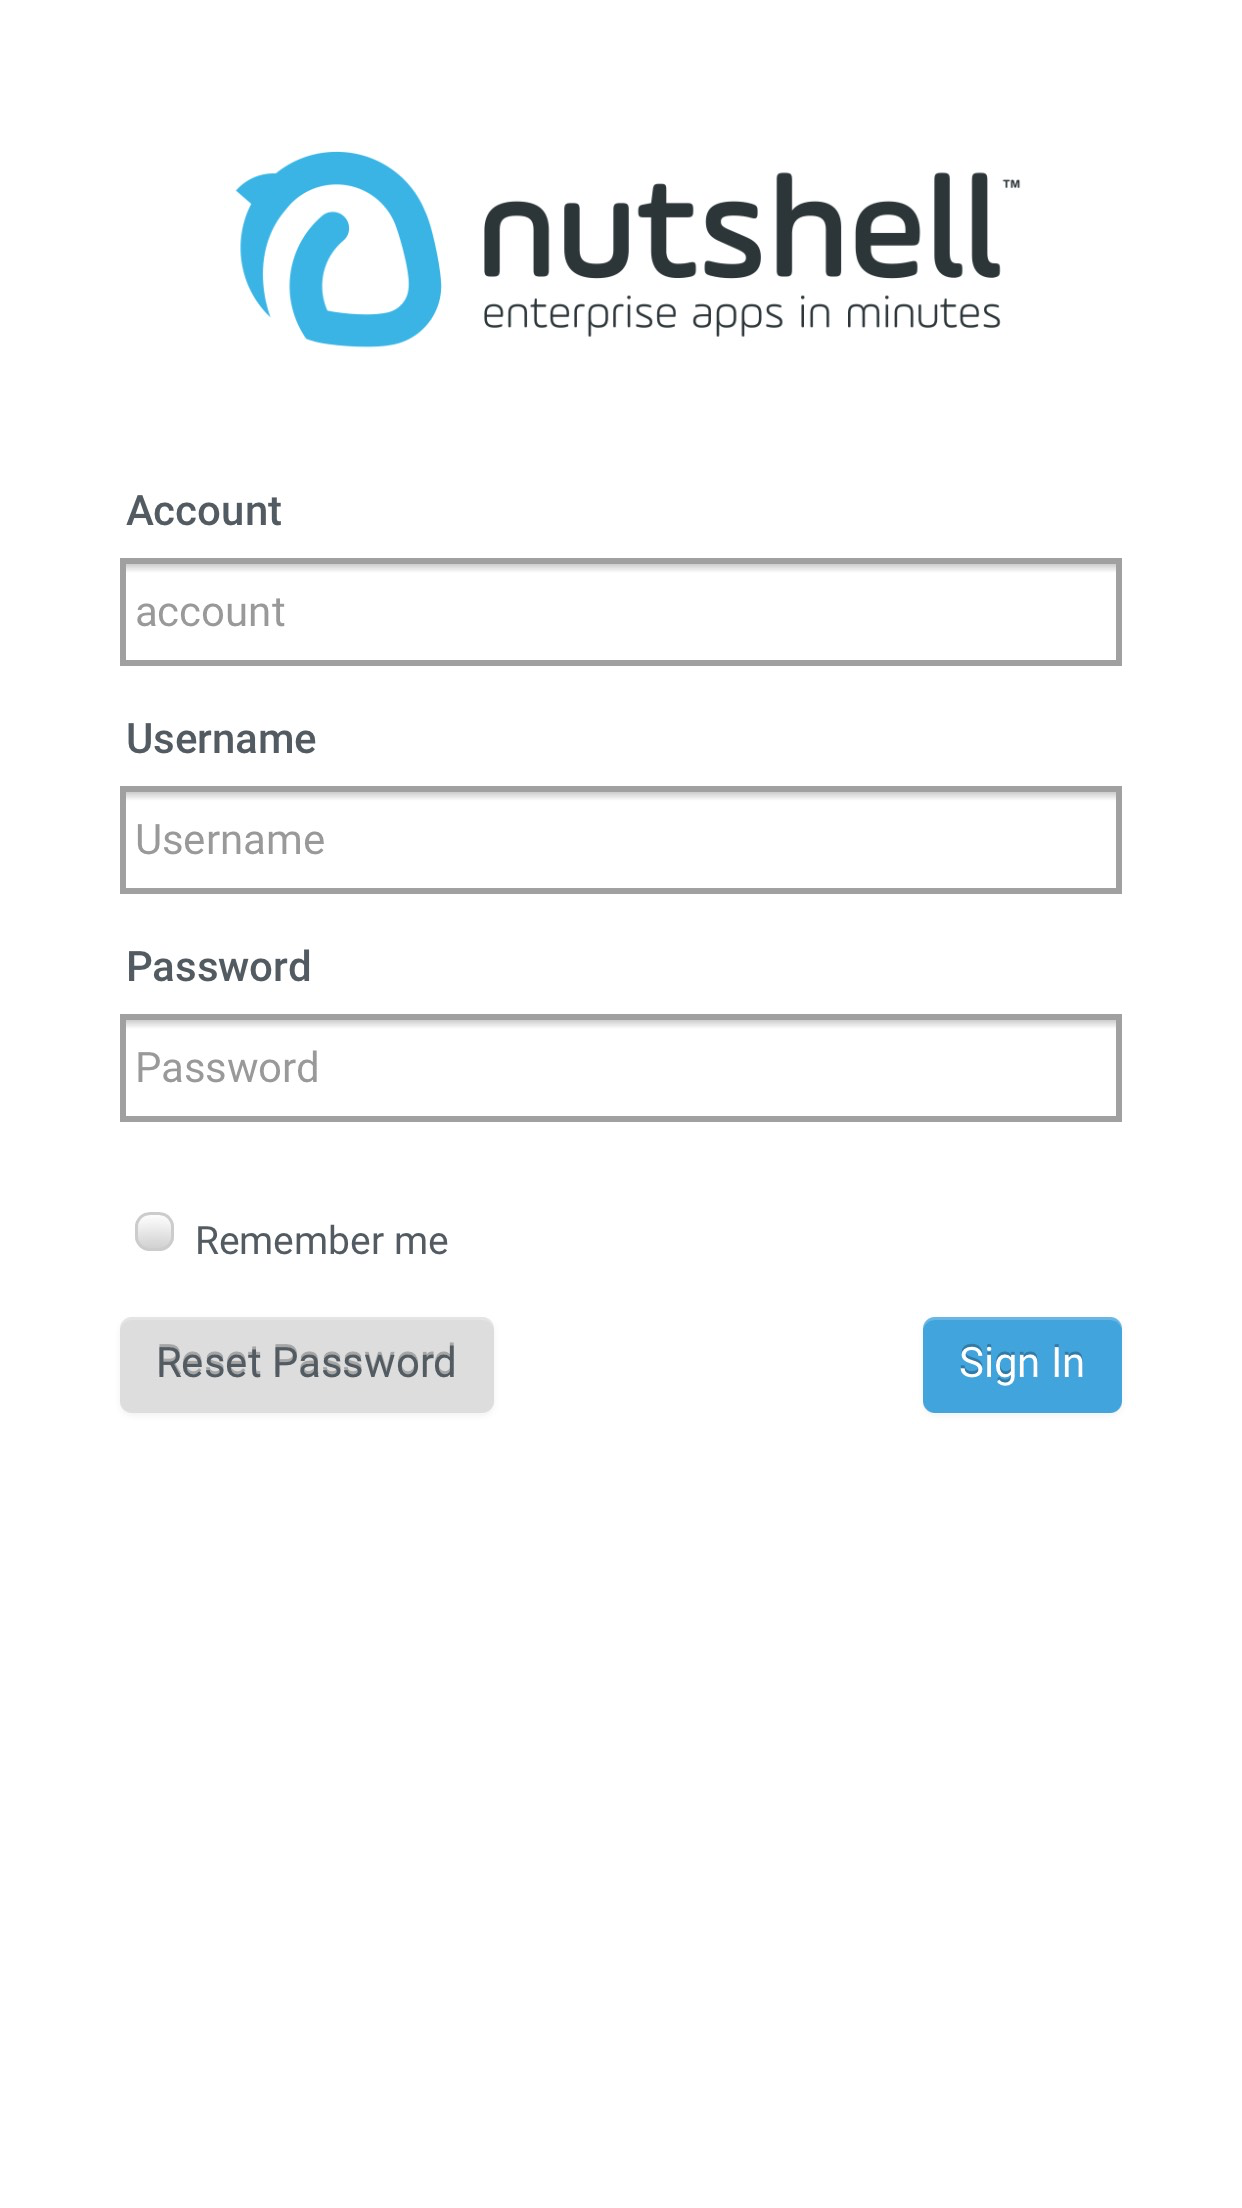 nutshell™
enterprise apps in minutes
Account
account
Username
Username
Password
Password
Remember me
Reset Password
Sign In